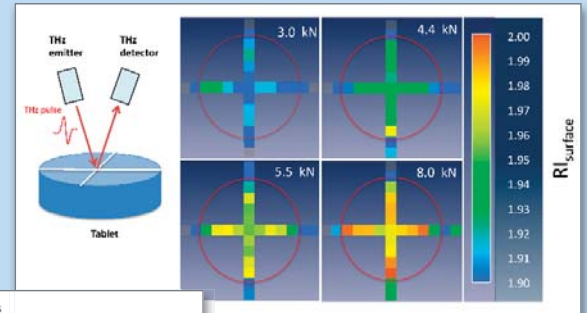 THz
emitter
THz
detector
THz pulse
Tablet
3.0 kN
4.4 kN
5.5 kN
8.0 kN
2.00
1.99
1.98
1.97
1.96
1.95
1.94
1.93
1.92
1.91
1.90
RIsurface
s